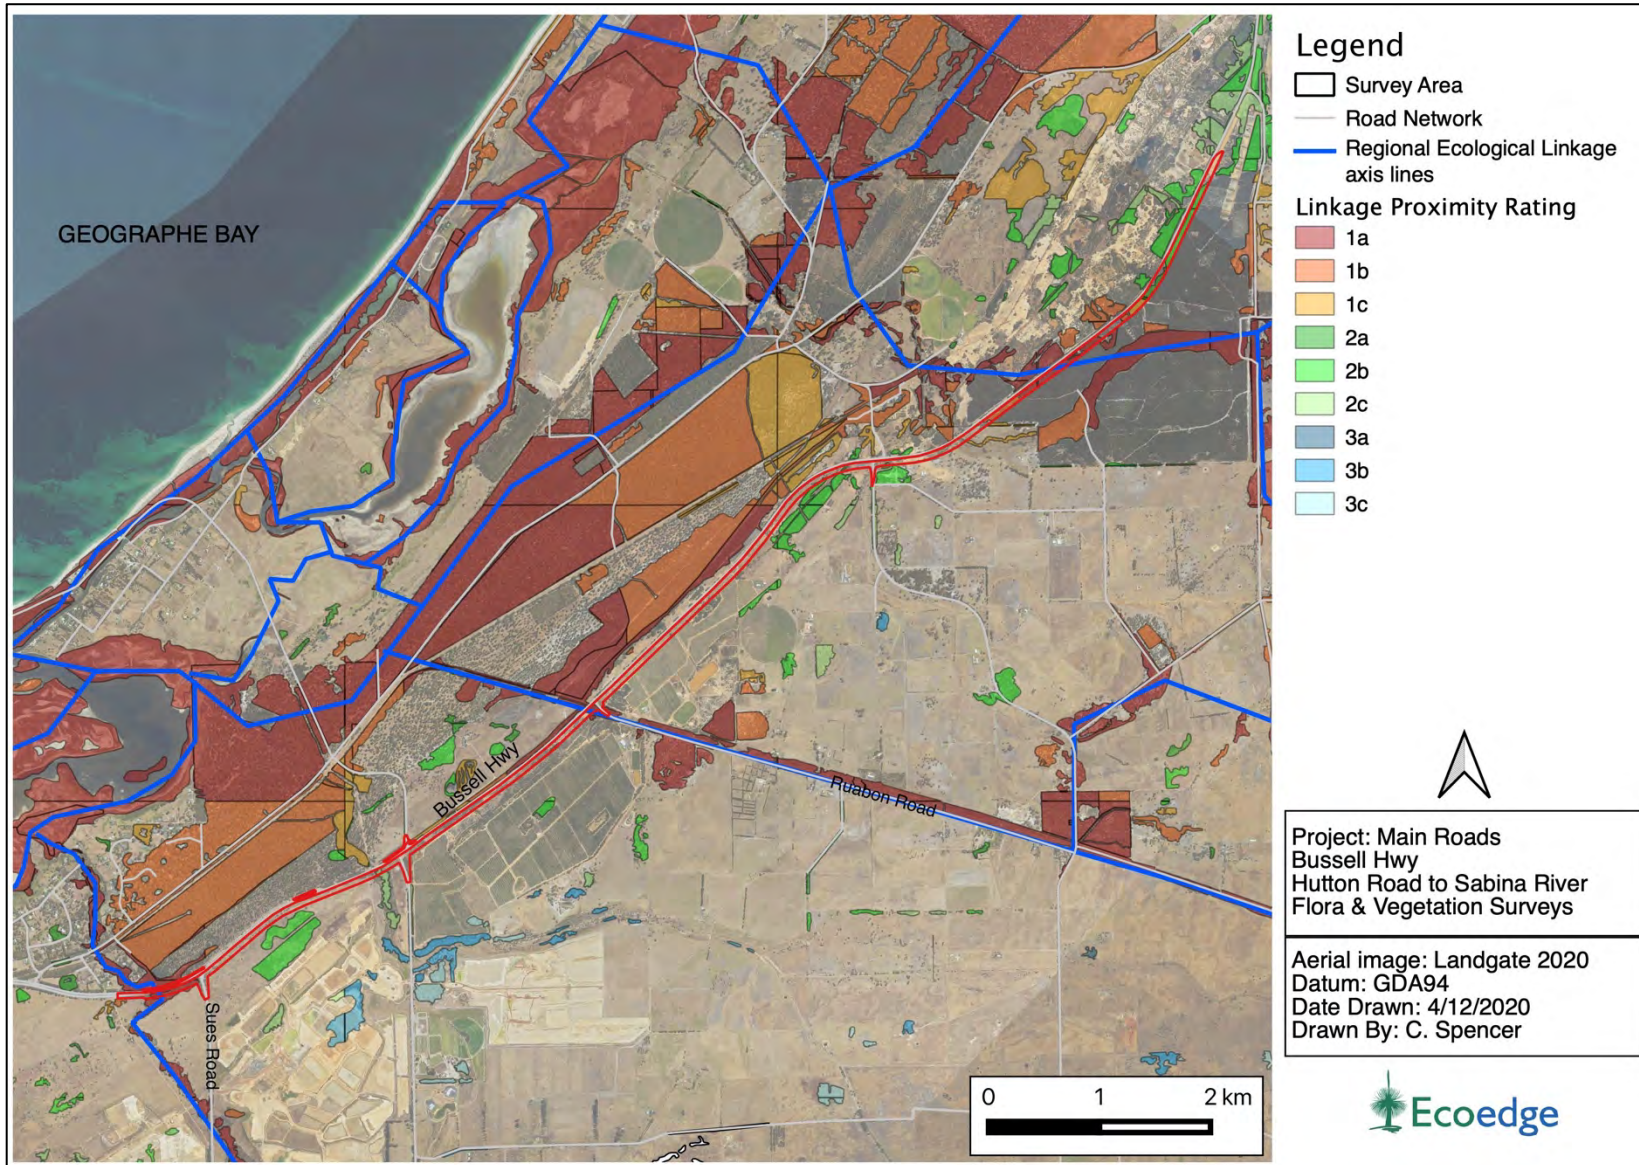 GEOGRAPHE BAY
Bussell Hwy
Ruabon Road
Sues Road
Legend
Survey Area
Road Network
Regional Ecological Linkage
axis lines
Linkage Proximity Rating
1a
1b
1c
2a
2b
2c
3a
3b
3c
Project: Main Roads
Bussell Hwy
Hutton Road to Sabina River
Flora & Vegetation Surveys
Aerial image: Landgate 2020
Datum: GDA94
Date Drawn: 4/12/2020
Drawn By: C. Spencer
0 1 2 km
Ecoedge